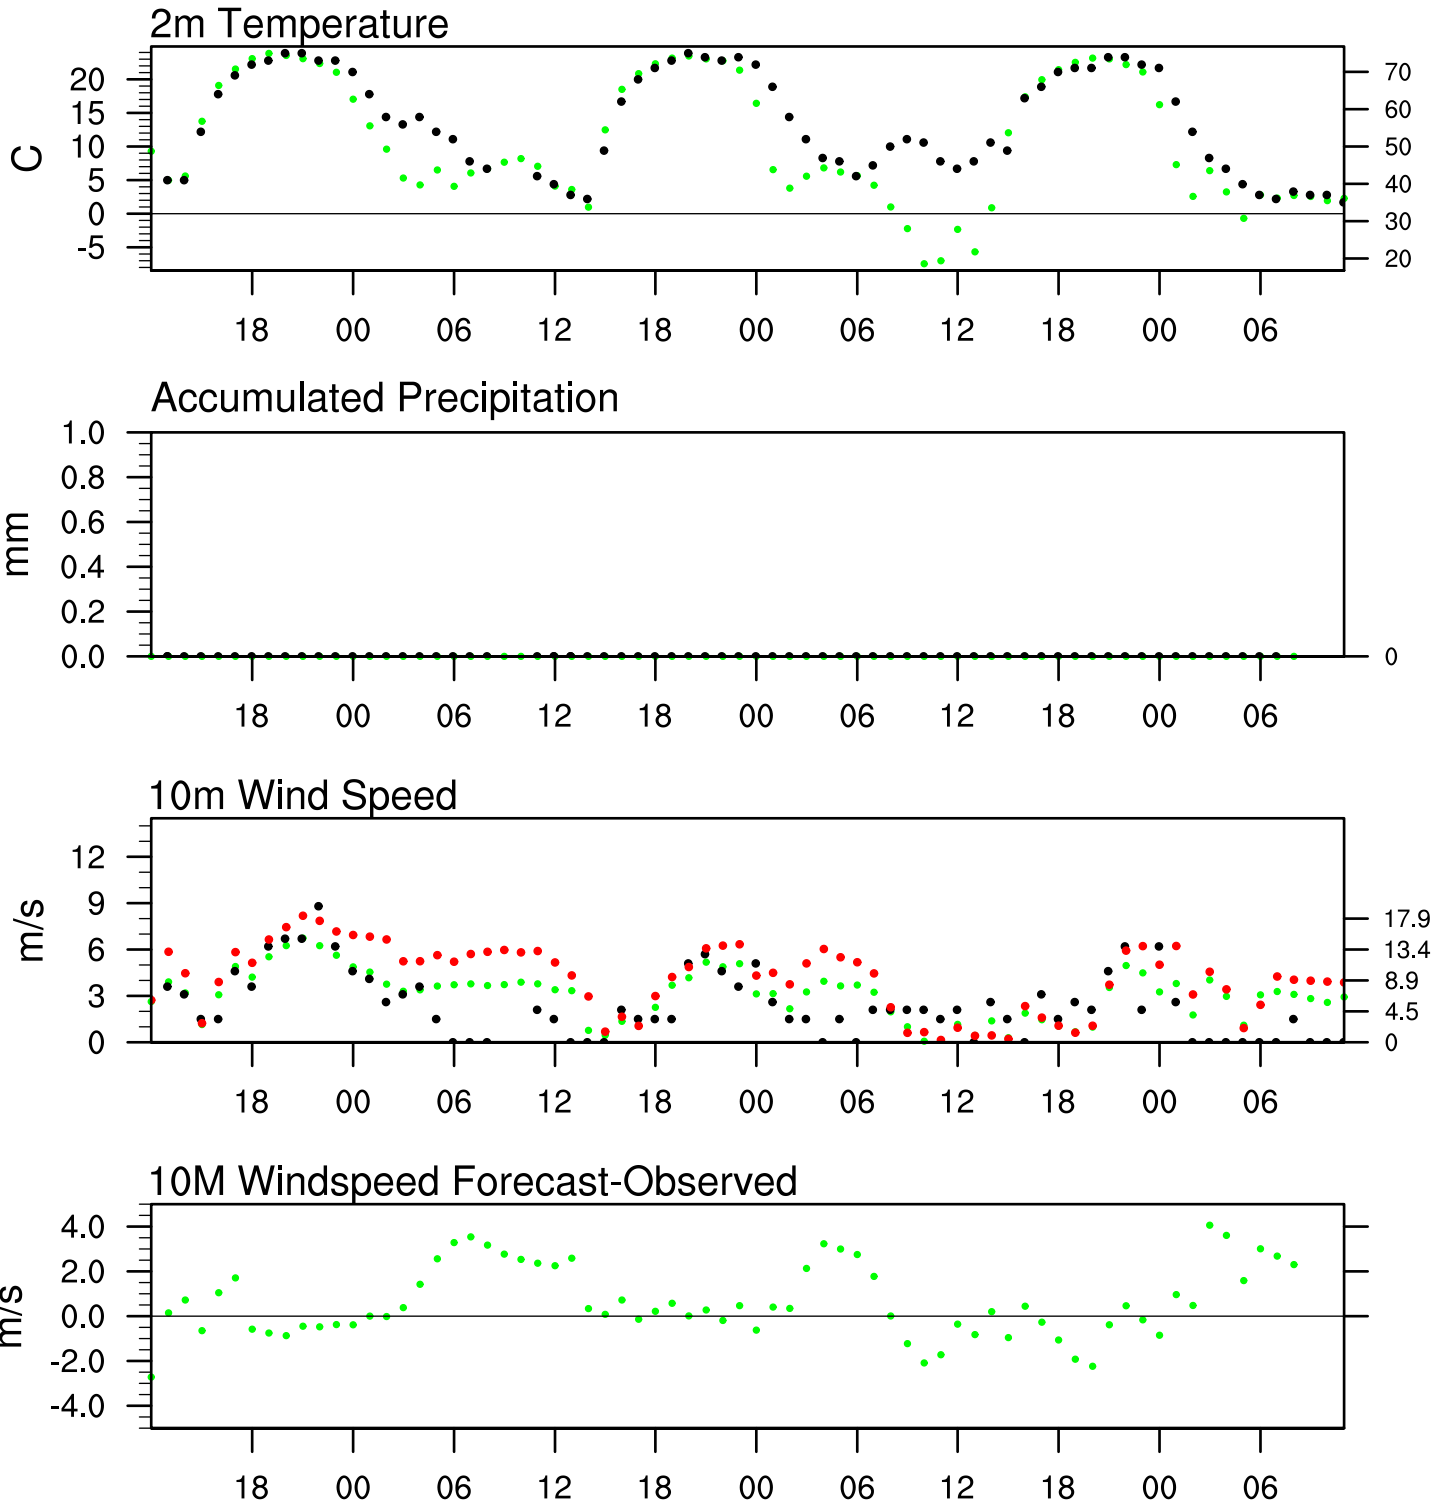 2m Temperature
C
20
15
10
5
0
-5
70
60
50
40
30
20
18 00 06 12 18 00 06 12 18 00 06
Accumulated Precipitation
mm
1.0
0.8
0.6
0.4
0.2
0.0
0
18 00 06 12 18 00 06 12 18 00 06
10m Wind Speed
m/s
12
9
6
3
0
17.9
13.4
8.9
4.5
0
18 00 06 12 18 00 06 12 18 00 06
10M Windspeed Forecast-Observed
m/s
4.0
2.0
0.0
-2.0
-4.0
18 00 06 12 18 00 06 12 18 00 06